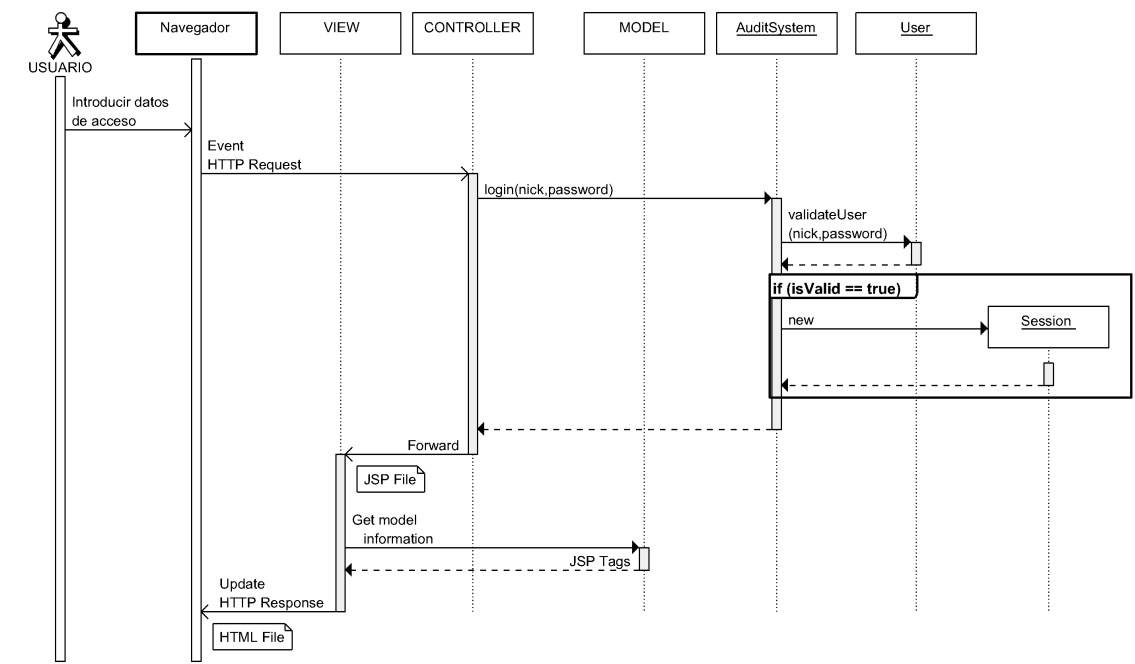 Navegador
VIEW
CONTROLLER
MODEL
AuditSystem
User
USUARIO
Introducir datos
de acceso
Event
HTTP Request
login(nick,password)
validateUser
(nick,password)
if (isValid == true)
new
Session
Forward
JSP File
Get model
information
JSP Tags
Update
HTTP Response
HTML File